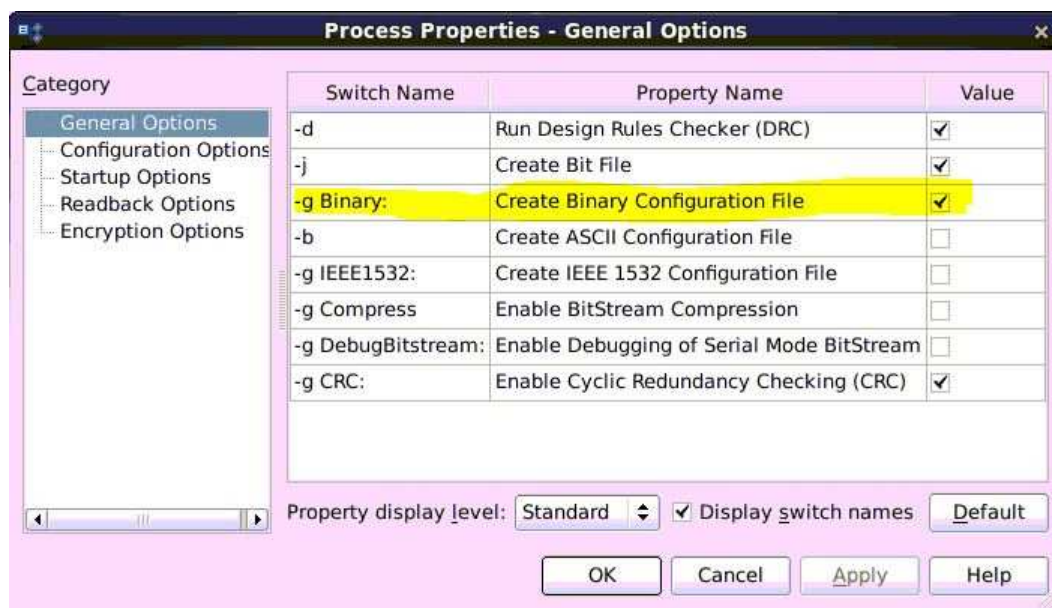 Process Properties - General Options
Category
General Options
Configuration Options
Startup Options
Readback Options
Encryption Options
Switch Name Property Name Value
-d Run Design Rules Checker (DRC)
-j Create Bit File
-g Binary: Create Binary Configuration File
-b Create ASCII Configuration File
-g IEEE1532: Create IEEE 1532 Configuration File
-g Compress Enable BitStream Compression
-g DebugBitstream: Enable Debugging of Serial Mode BitStream
-g CRC: Enable Cyclic Redundancy Checking (CRC)
Property display level: Standard Display switch names Default
OK Cancel Apply Help